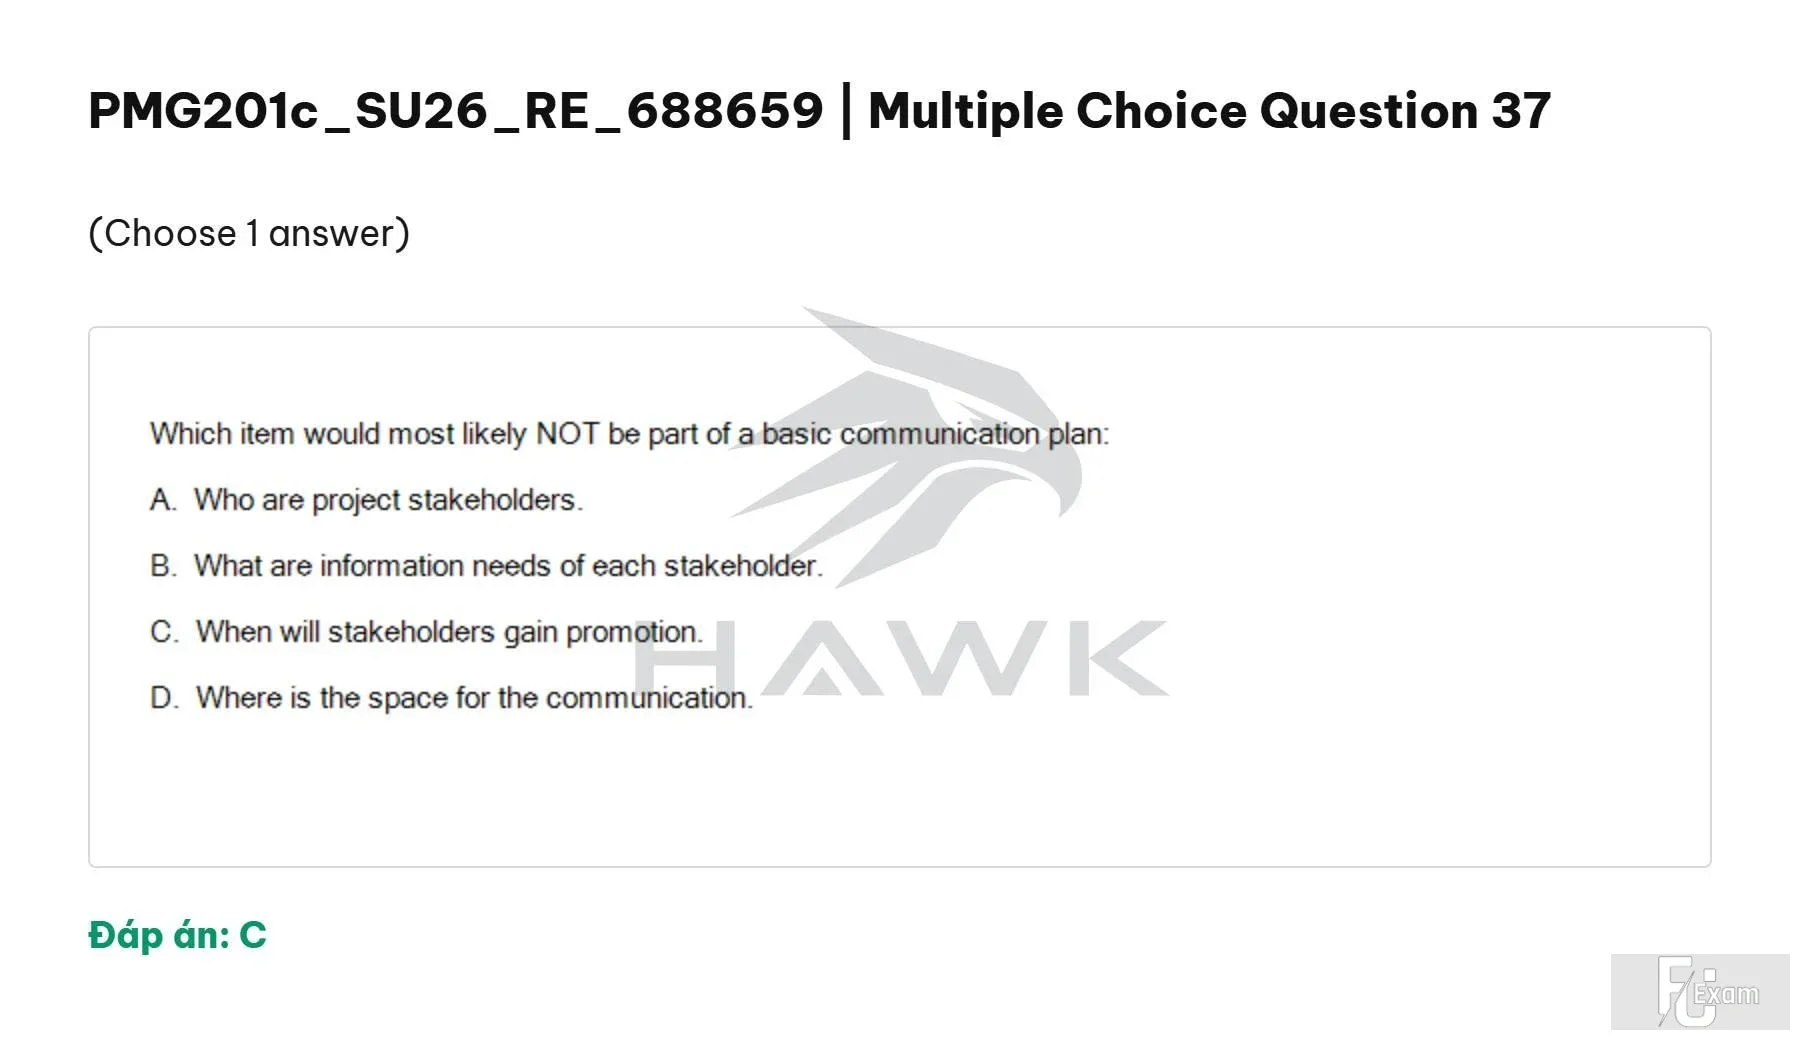 PMG201c_SU26_RE_688659 | Multiple Choice Question 37
(Choose 1 answer)
Which item would most likely NOT be part of a basic communication plan:
A. Who are project stakeholders.
B. What are information needs of each stakeholder.
C. When will stakeholders gain promotion.
D. Where is the space for the communication.
HAWK
Đáp án: C
FU Exam